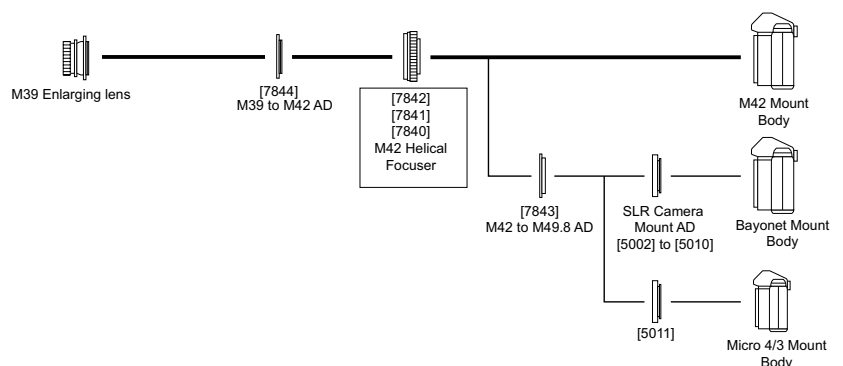 M39 Enlarging lens
[7844]
M39 to M42 AD
[7842]
[7841]
[7840]
M42 Helical
Focuser
M42 Mount
Body
[7843]
M42 to M49.8 AD
SLR Camera
Mount AD
[5002] to [5010]
Bayonet Mount
Body
[5011]
Micro 4/3 Mount
Body